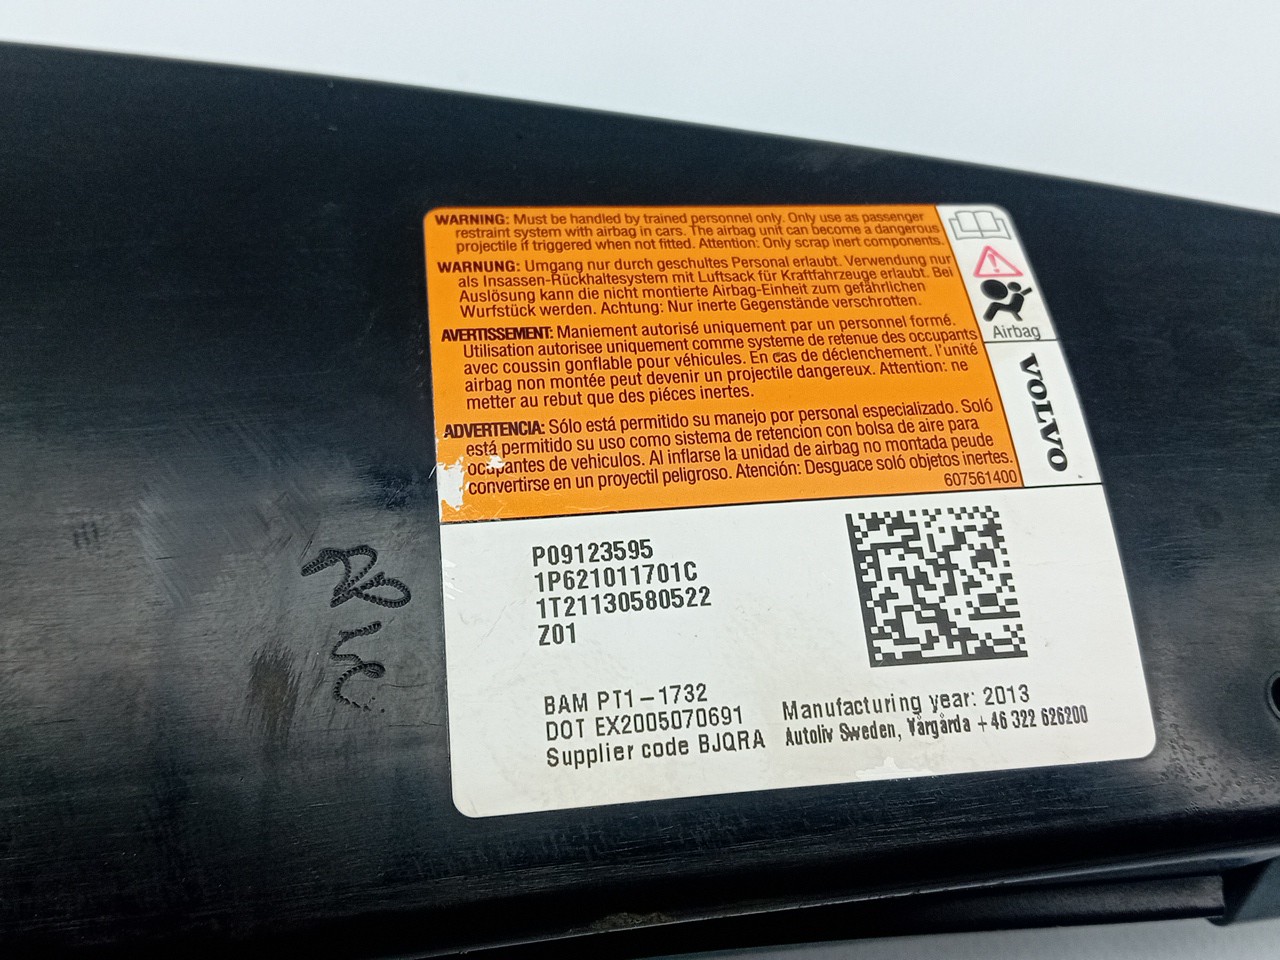 WARNING: Must be handled by trained personnel only. Only use as passenger
restraint system with airbag in cars. The airbag unit can become a dangerous
projectile if triggered when not fitted. Attention: Only scrap inert components.
WARNUNG: Umgang nur durch geschultes Personal erlaubt. Verwendung nur
als Insassen-Rückhaltesystem mit Luftsack für Kraftfahrzeuge erlaubt. Bei
Auslösung kann die nicht montierte Airbag-Einheit zum gefährlichen
Wurfstück werden. Achtung: Nur inerte Gegenstände verschrotten.
AVERTISSEMENT: Maniement autorisé uniquement par un personnel formé.
Utilisation autorisee uniquement comme systeme de retenue des occupants
avec coussin gonflable pour véhicules. En cas de déclenchement. l'unité
airbag non montée peut devenir un projectile dangereux. Attention: ne
metter au rebut que des piéces inertes.
ADVERTENCIA: Sólo está permitido su manejo por personal especializado. Soló
está permitido su uso como sistema de retencion con bolsa de aire para
ocupantes de vehiculos. Al inflarse la unidad de airbag no montada peude
convertirse en un proyectil peligroso. Atención: Desguace soló objetos inertes.
607561400
Airbag
VOLVO
P09123595
1P621011701C
1T21130580522
Z01
BAM PT1-1732
DOT EX2005070691
Supplier code BJQRA
Manufacturing year: 2013
Autoliv Sweden, Vårgårda +46 322 626200